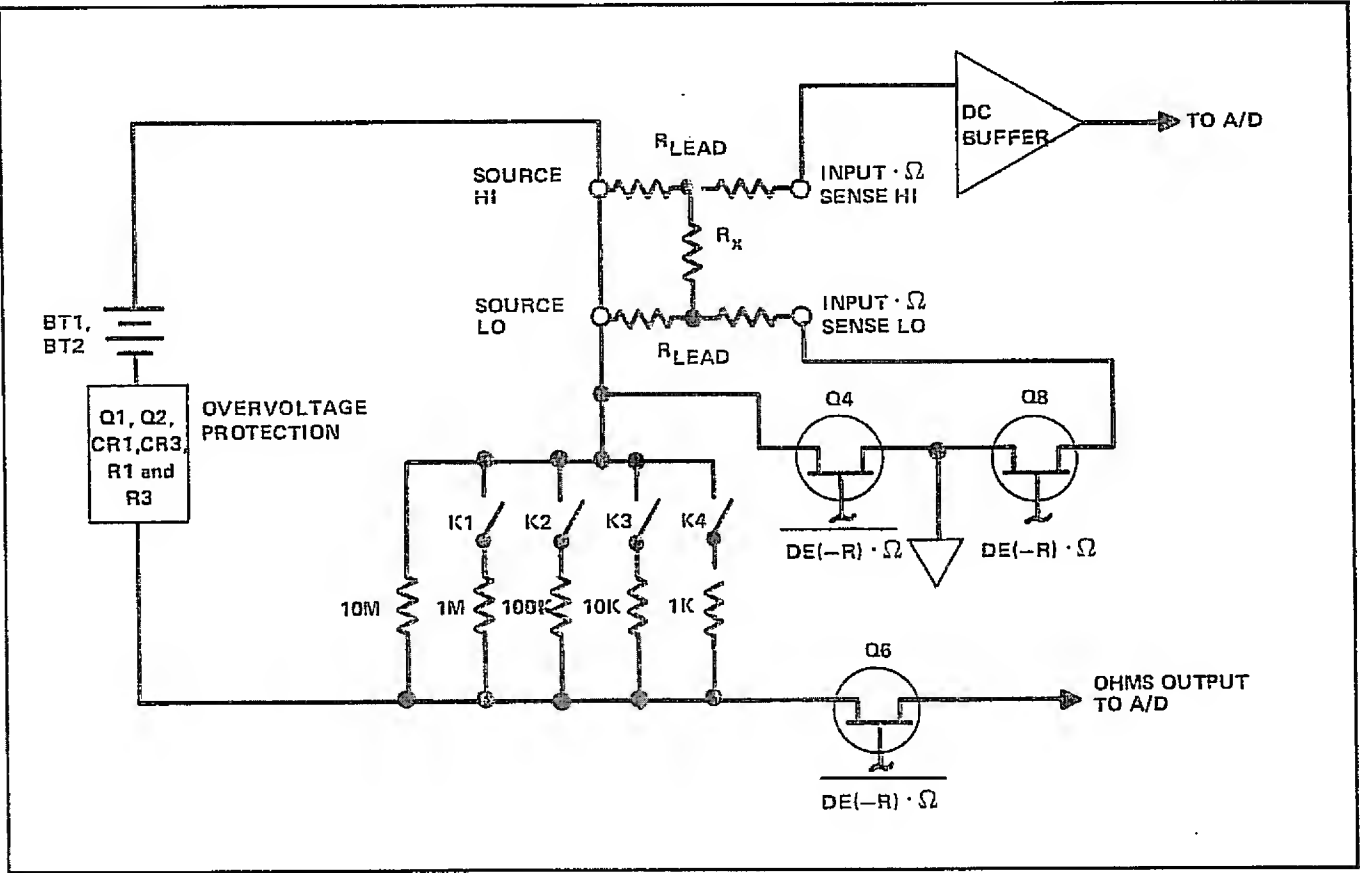 DC
BUFFER
TO A/D
R LEAD
SOURCE
HI
INPUT · Ω
SENSE HI
Rx
SOURCE
LO
INPUT · Ω
SENSE LO
R LEAD
BT1,
BT2
Q1, Q2,
CR1,CR3,
R1 and
R3
OVERVOLTAGE
PROTECTION
Q4
Q8
K1
K2
K3
K4
DE(–R) · Ω
DE(–R) · Ω
10M
1M
100K
10K
1K
Q6
OHMS OUTPUT
TO A/D
DE(–R) · Ω